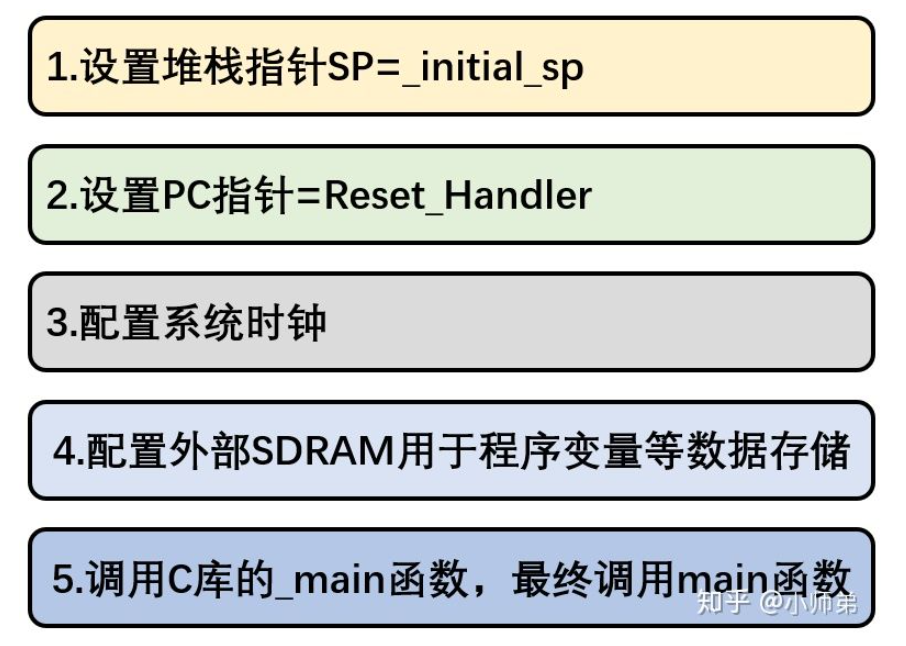 1.设置堆栈指针SP=_initial_sp
2.设置PC指针=Reset_Handler
3.配置系统时钟
4.配置外部SDRAM用于程序变量等数据存储
5.调用C库的_main函数，最终调用main函数
知乎 @小师弟